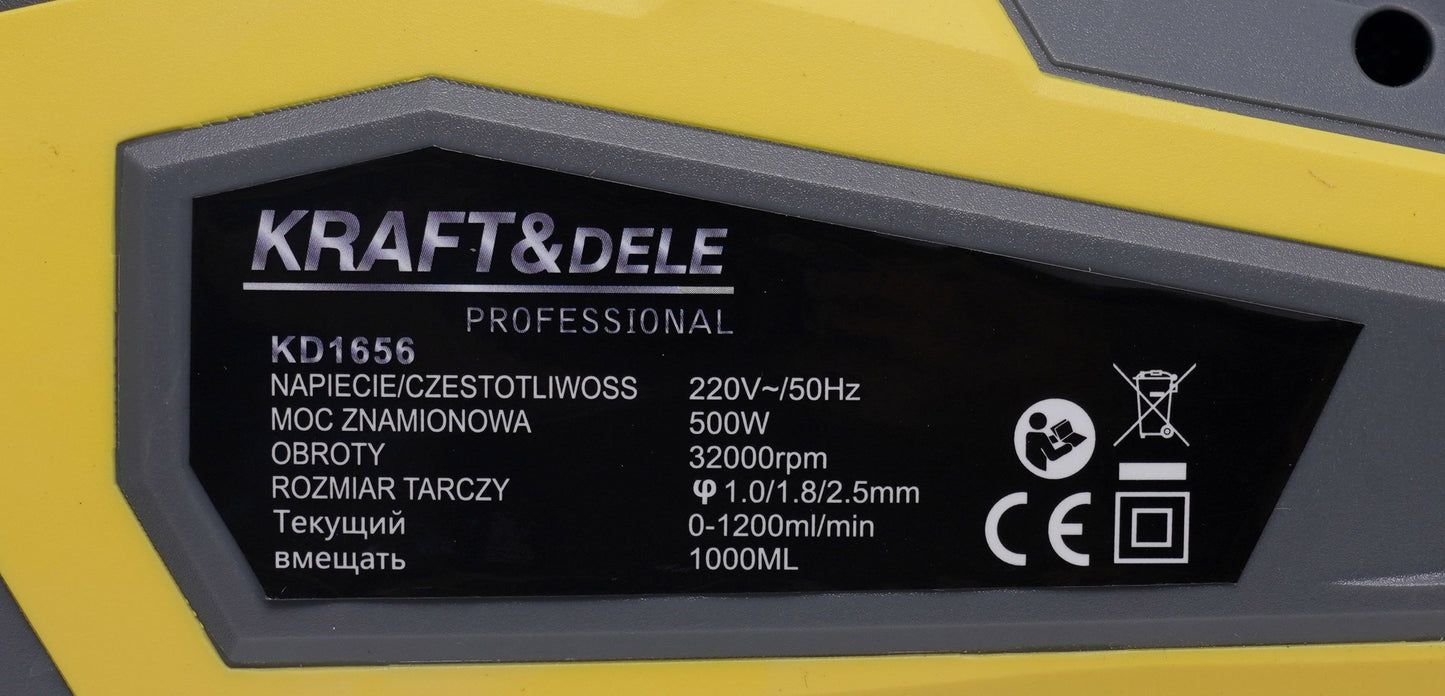 KRAFT&DELE
PROFESSIONAL
KD1656
NAPIECIE/CZESTOTLIWOSS 220V~/50Hz
MOC ZNAMIONOWA 500W
OBROTY 32000rpm
ROZMIAR TARCZY φ 1.0/1.8/2.5mm
Текущий 0-1200ml/min
вмещать 1000ML
CE